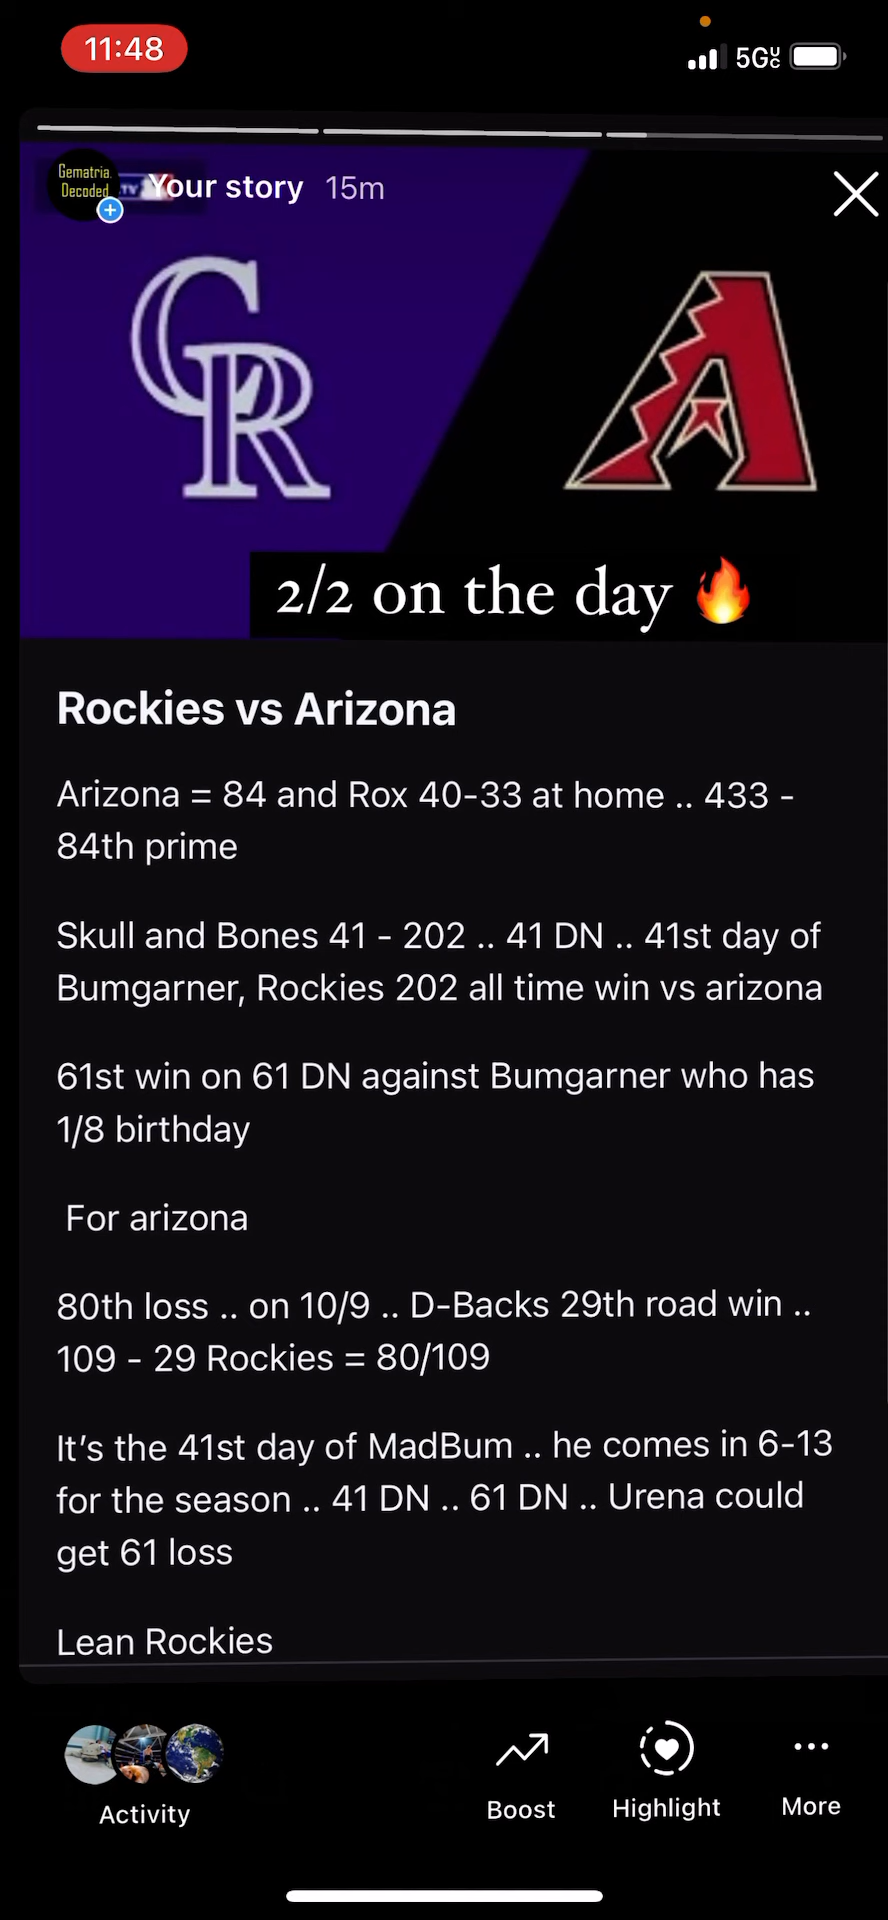 11:48
5GUC
Gematria
Decoded
TV
Your story 15m
CR
A
2/2 on the day 🔥
Rockies vs Arizona
Arizona = 84 and Rox 40-33 at home .. 433 -
84th prime
Skull and Bones 41 - 202 .. 41 DN .. 41st day of
Bumgarner, Rockies 202 all time win vs arizona
61st win on 61 DN against Bumgarner who has
1/8 birthday
For arizona
80th loss .. on 10/9 .. D-Backs 29th road win ..
109 - 29 Rockies = 80/109
It’s the 41st day of MadBum .. he comes in 6-13
for the season .. 41 DN .. 61 DN .. Urena could
get 61 loss
Lean Rockies
Activity
Boost
Highlight
More